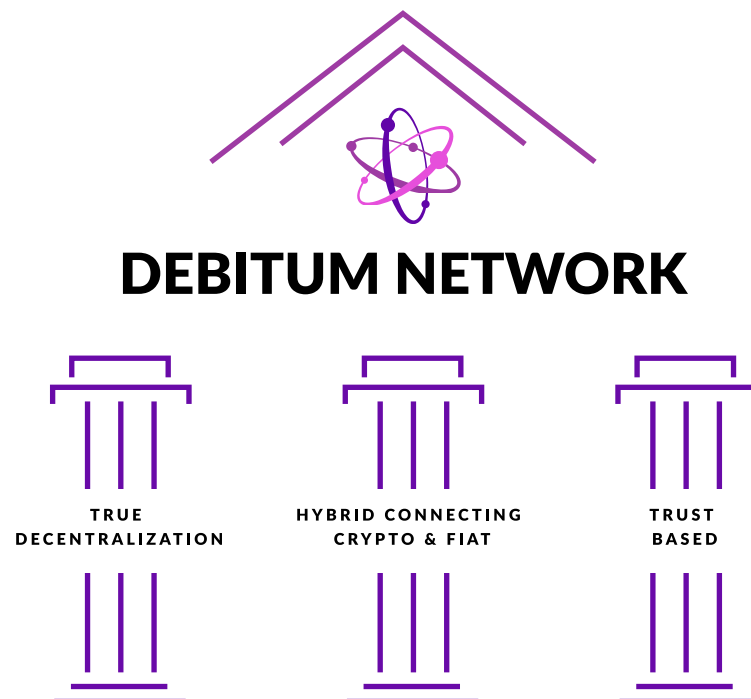 DEBITUM NETWORK
TRUE
DECENTRALIZATION
HYBRID CONNECTING
CRYPTO & FIAT
TRUST
BASED